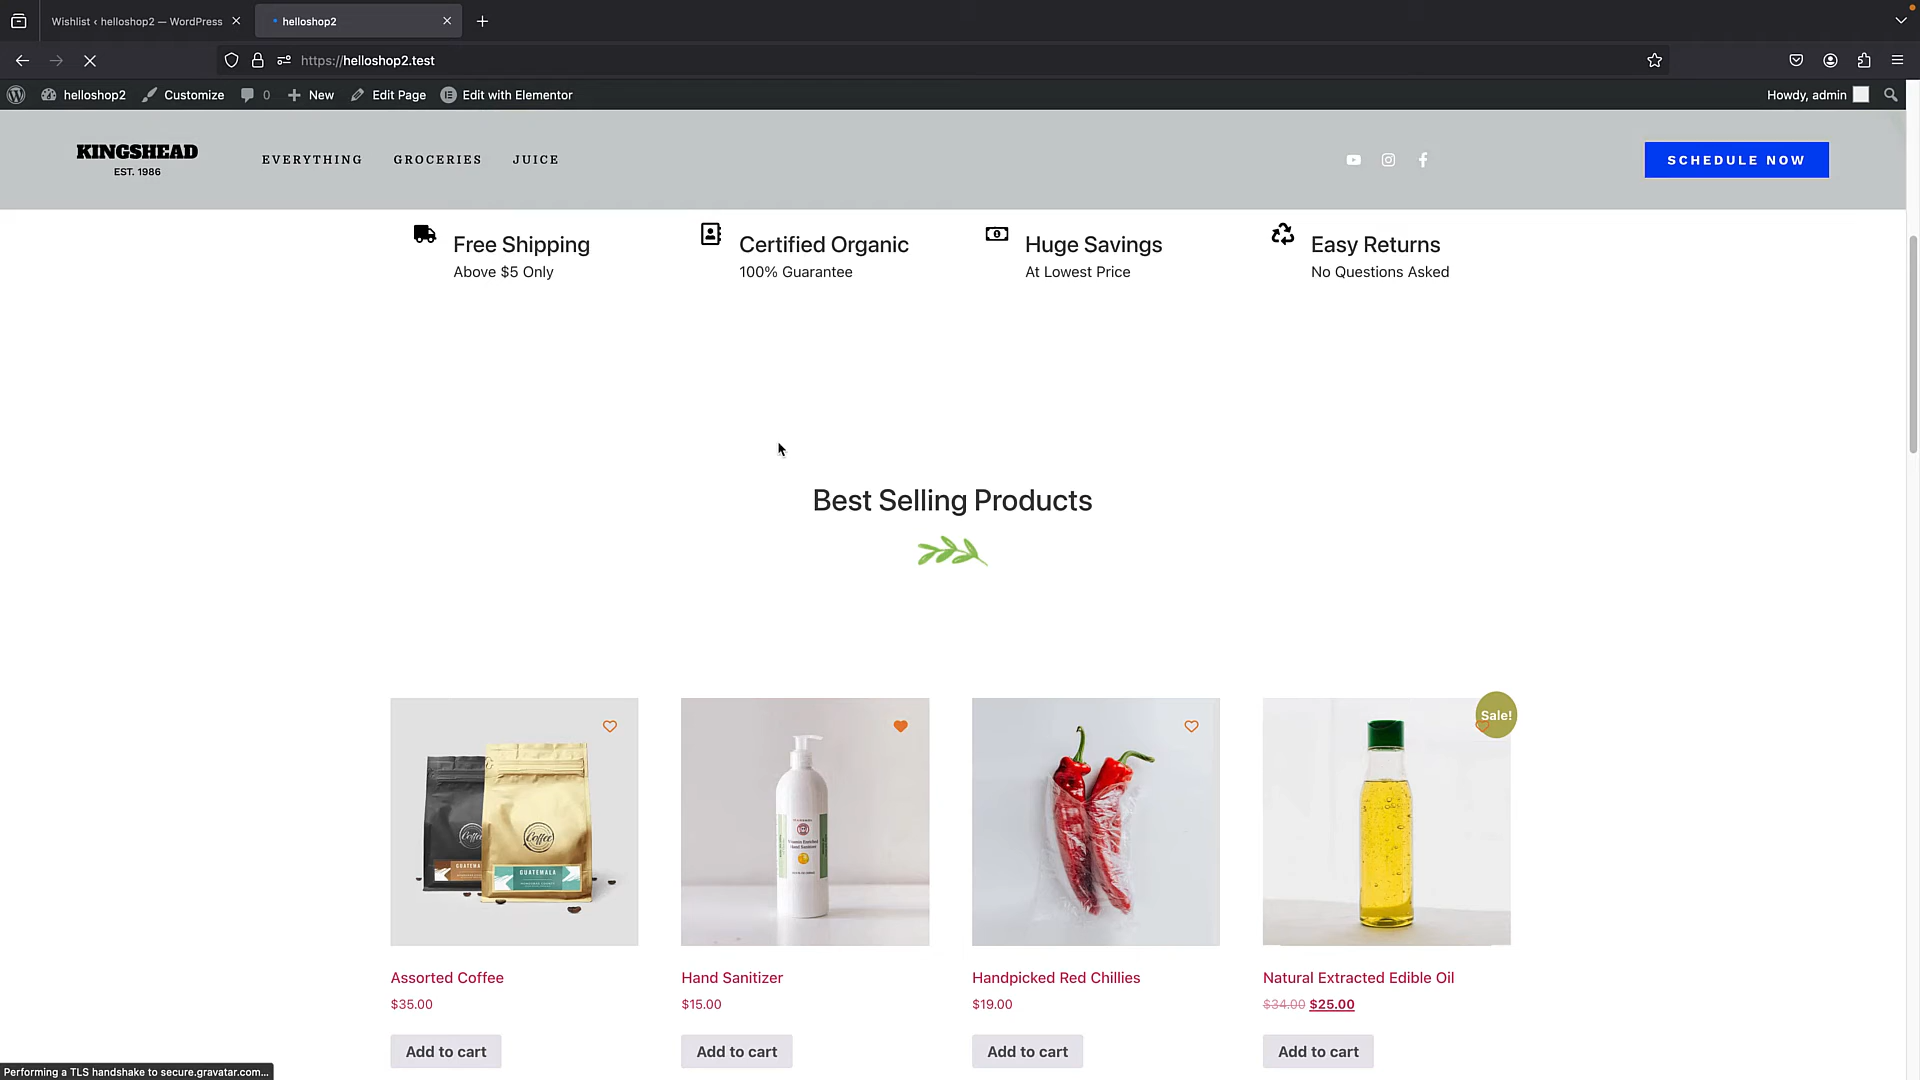 Wishlist ‹ helloshop2 — WordPress
helloshop2
https://helloshop2.test
helloshop2
Customize
0
New
Edit Page
Edit with Elementor
Howdy, admin
KINGSHEAD
EST. 1986
EVERYTHING
GROCERIES
JUICE
SCHEDULE NOW
Free Shipping
Above $5 Only
Certified Organic
100% Guarantee
Huge Savings
At Lowest Price
Easy Returns
No Questions Asked
Best Selling Products
Coffee
GUATEMALA
Sale!
Assorted Coffee
$35.00
Add to cart
Hand Sanitizer
$15.00
Add to cart
Handpicked Red Chillies
$19.00
Add to cart
Natural Extracted Edible Oil
$34.00 $25.00
Add to cart
Performing a TLS handshake to secure.gravatar.com...